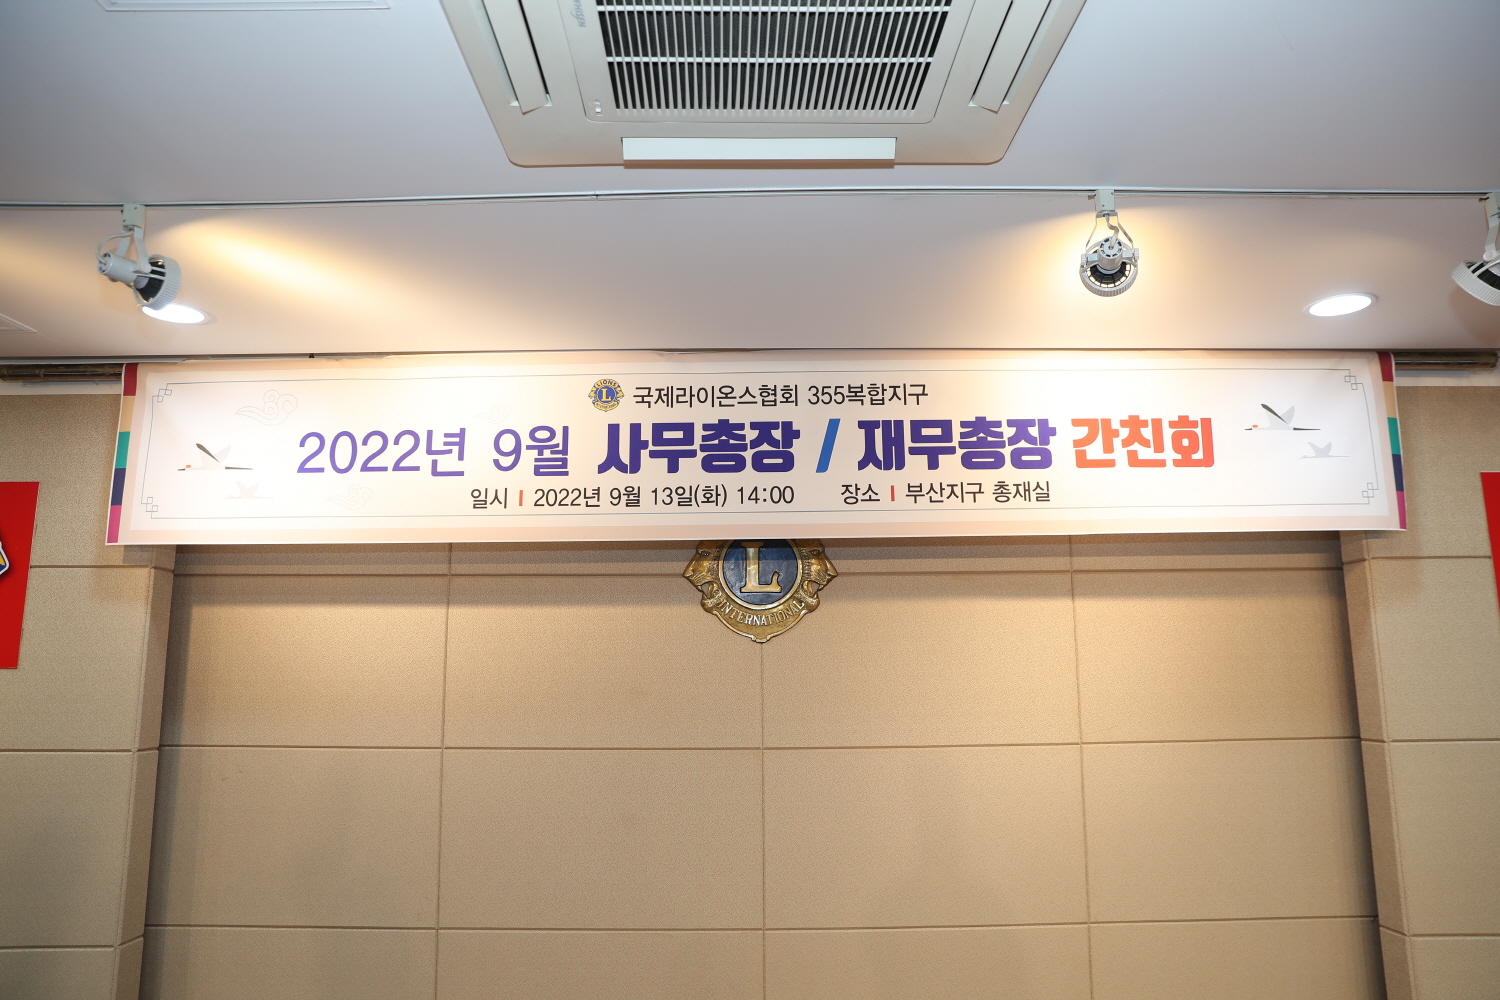 LIONS
L
국제라이온스협회 355복합지구
2022년 9월 사무총장 / 재무총장 간친회
일시 | 2022년 9월 13일(화) 14:00 장소 | 부산지구 총재실
L
INTERNATIONAL